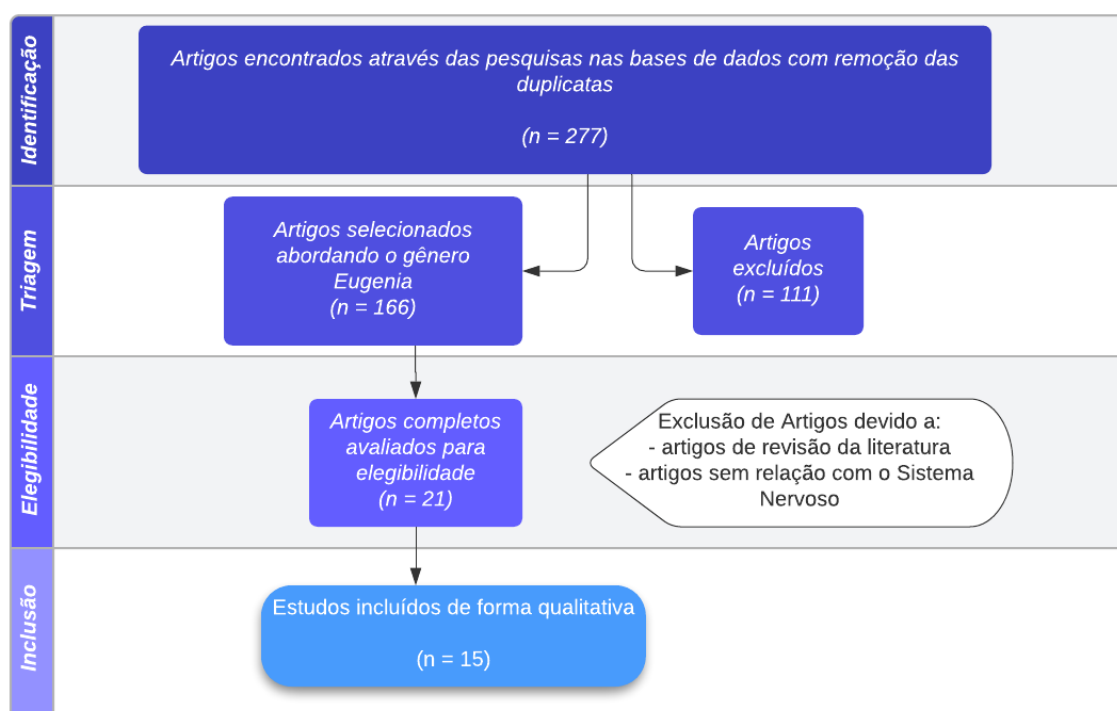 Identificação
Artigos encontrados através das pesquisas nas bases de dados com remoção das
duplicatas
(n = 277)
Triagem
Artigos selecionados
abordando o gênero
Eugenia
(n = 166)
Artigos
excluídos
(n = 111)
Elegibilidade
Artigos completos
avaliados para
elegibilidade
(n = 21)
Exclusão de Artigos devido a:
- artigos de revisão da literatura
- artigos sem relação com o Sistema
Nervoso
Inclusão
Estudos incluídos de forma qualitativa
(n = 15)